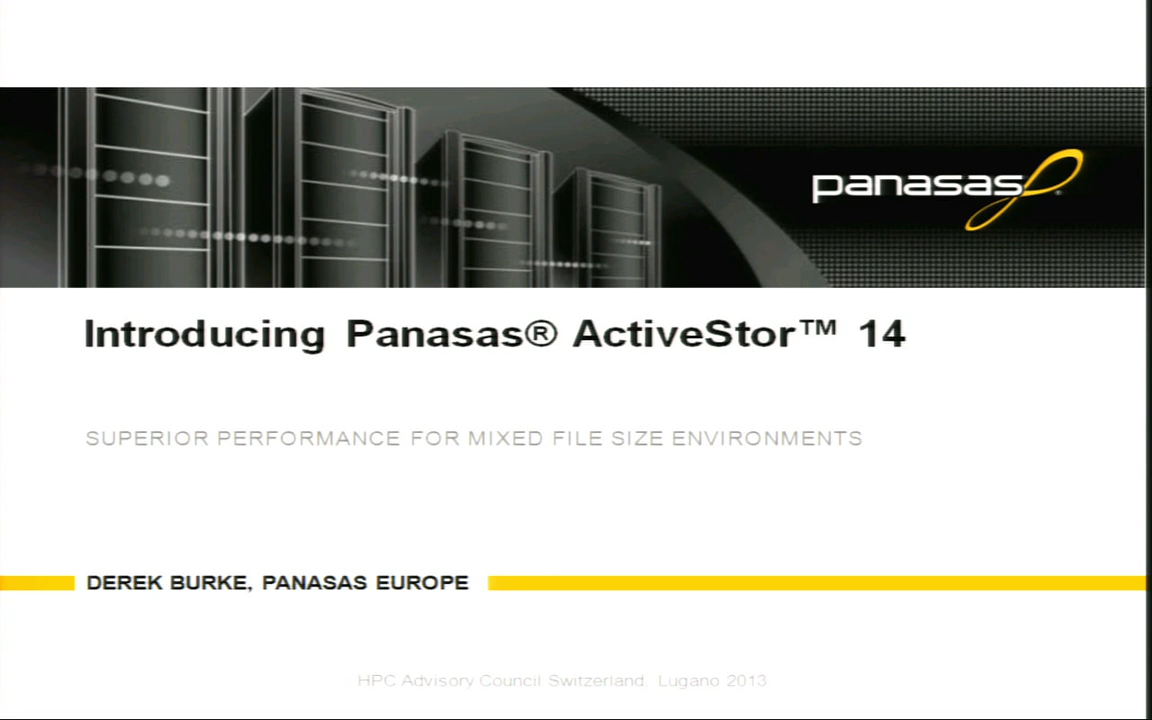 panasas
Introducing Panasas® ActiveStor™ 14
SUPERIOR PERFORMANCE FOR MIXED FILE SIZE ENVIRONMENTS
DEREK BURKE, PANASAS EUROPE
HPC Advisory Council Switzerland. Lugano 2013